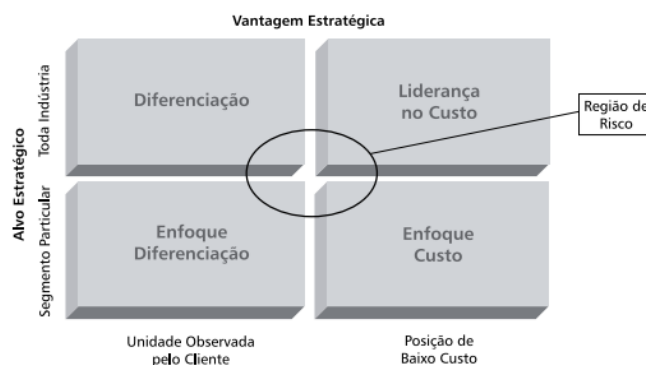 Vantagem Estratégica
Alvo Estratégico
Toda Indústria
Diferenciação
Liderança
no Custo
Região de
Risco
Segmento Particular
Enfoque
Diferenciação
Enfoque
Custo
Unidade Observada
pelo Cliente
Posição de
Baixo Custo